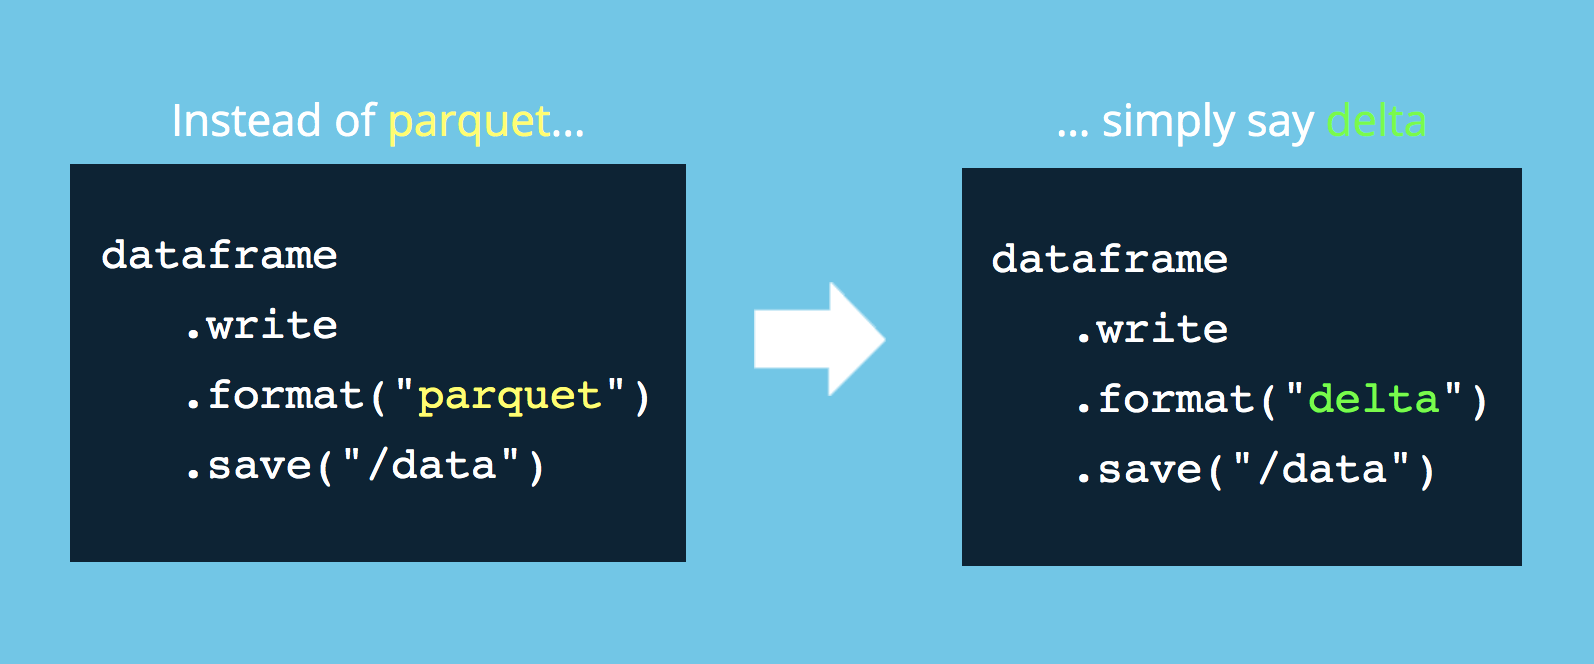 Instead of parquet...
dataframe
.write
.format("parquet")
.save("/data")
... simply say delta
dataframe
.write
.format("delta")
.save("/data")